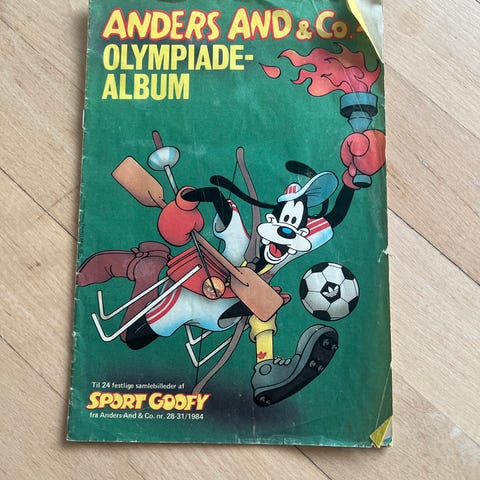 ANDERS AND & Co.
OLYMPIADE-
ALBUM
Til 24 festlige samlebilleder af
SPORT GOOFY
fra Anders And & Co. nr. 28-31/1984